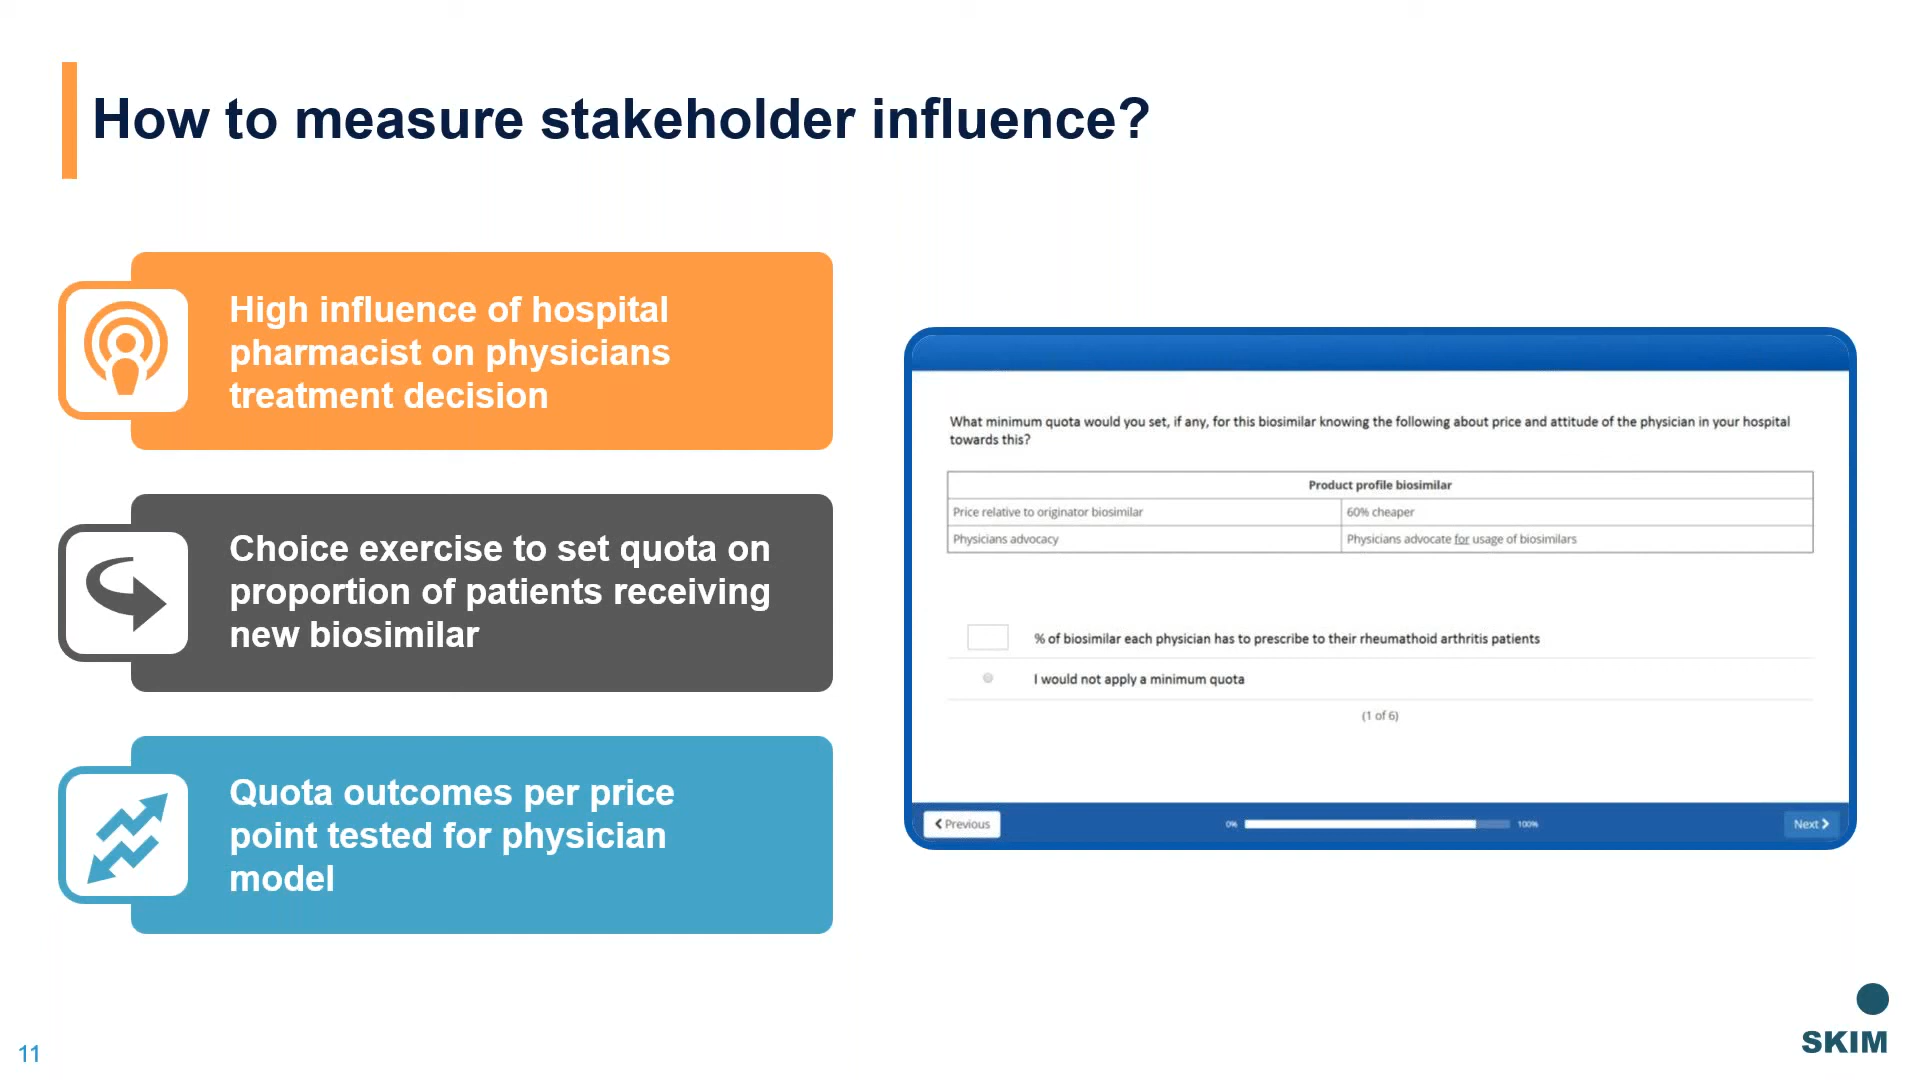 How to measure stakeholder influence?
High influence of hospital
pharmacist on physicians
treatment decision
Choice exercise to set quota on
proportion of patients receiving
new biosimilar
Quota outcomes per price
point tested for physician
model
What minimum quota would you set, if any, for this biosimilar knowing the following about price and attitude of the physician in your hospital
towards this?
Product profile biosimilar
Price relative to originator biosimilar 60% cheaper
Physicians advocacy Physicians advocate for usage of biosimilars
% of biosimilar each physician has to prescribe to their rheumatoid arthritis patients
I would not apply a minimum quota
(1 of 6)
Previous 0% 100% Next
SKIM
11